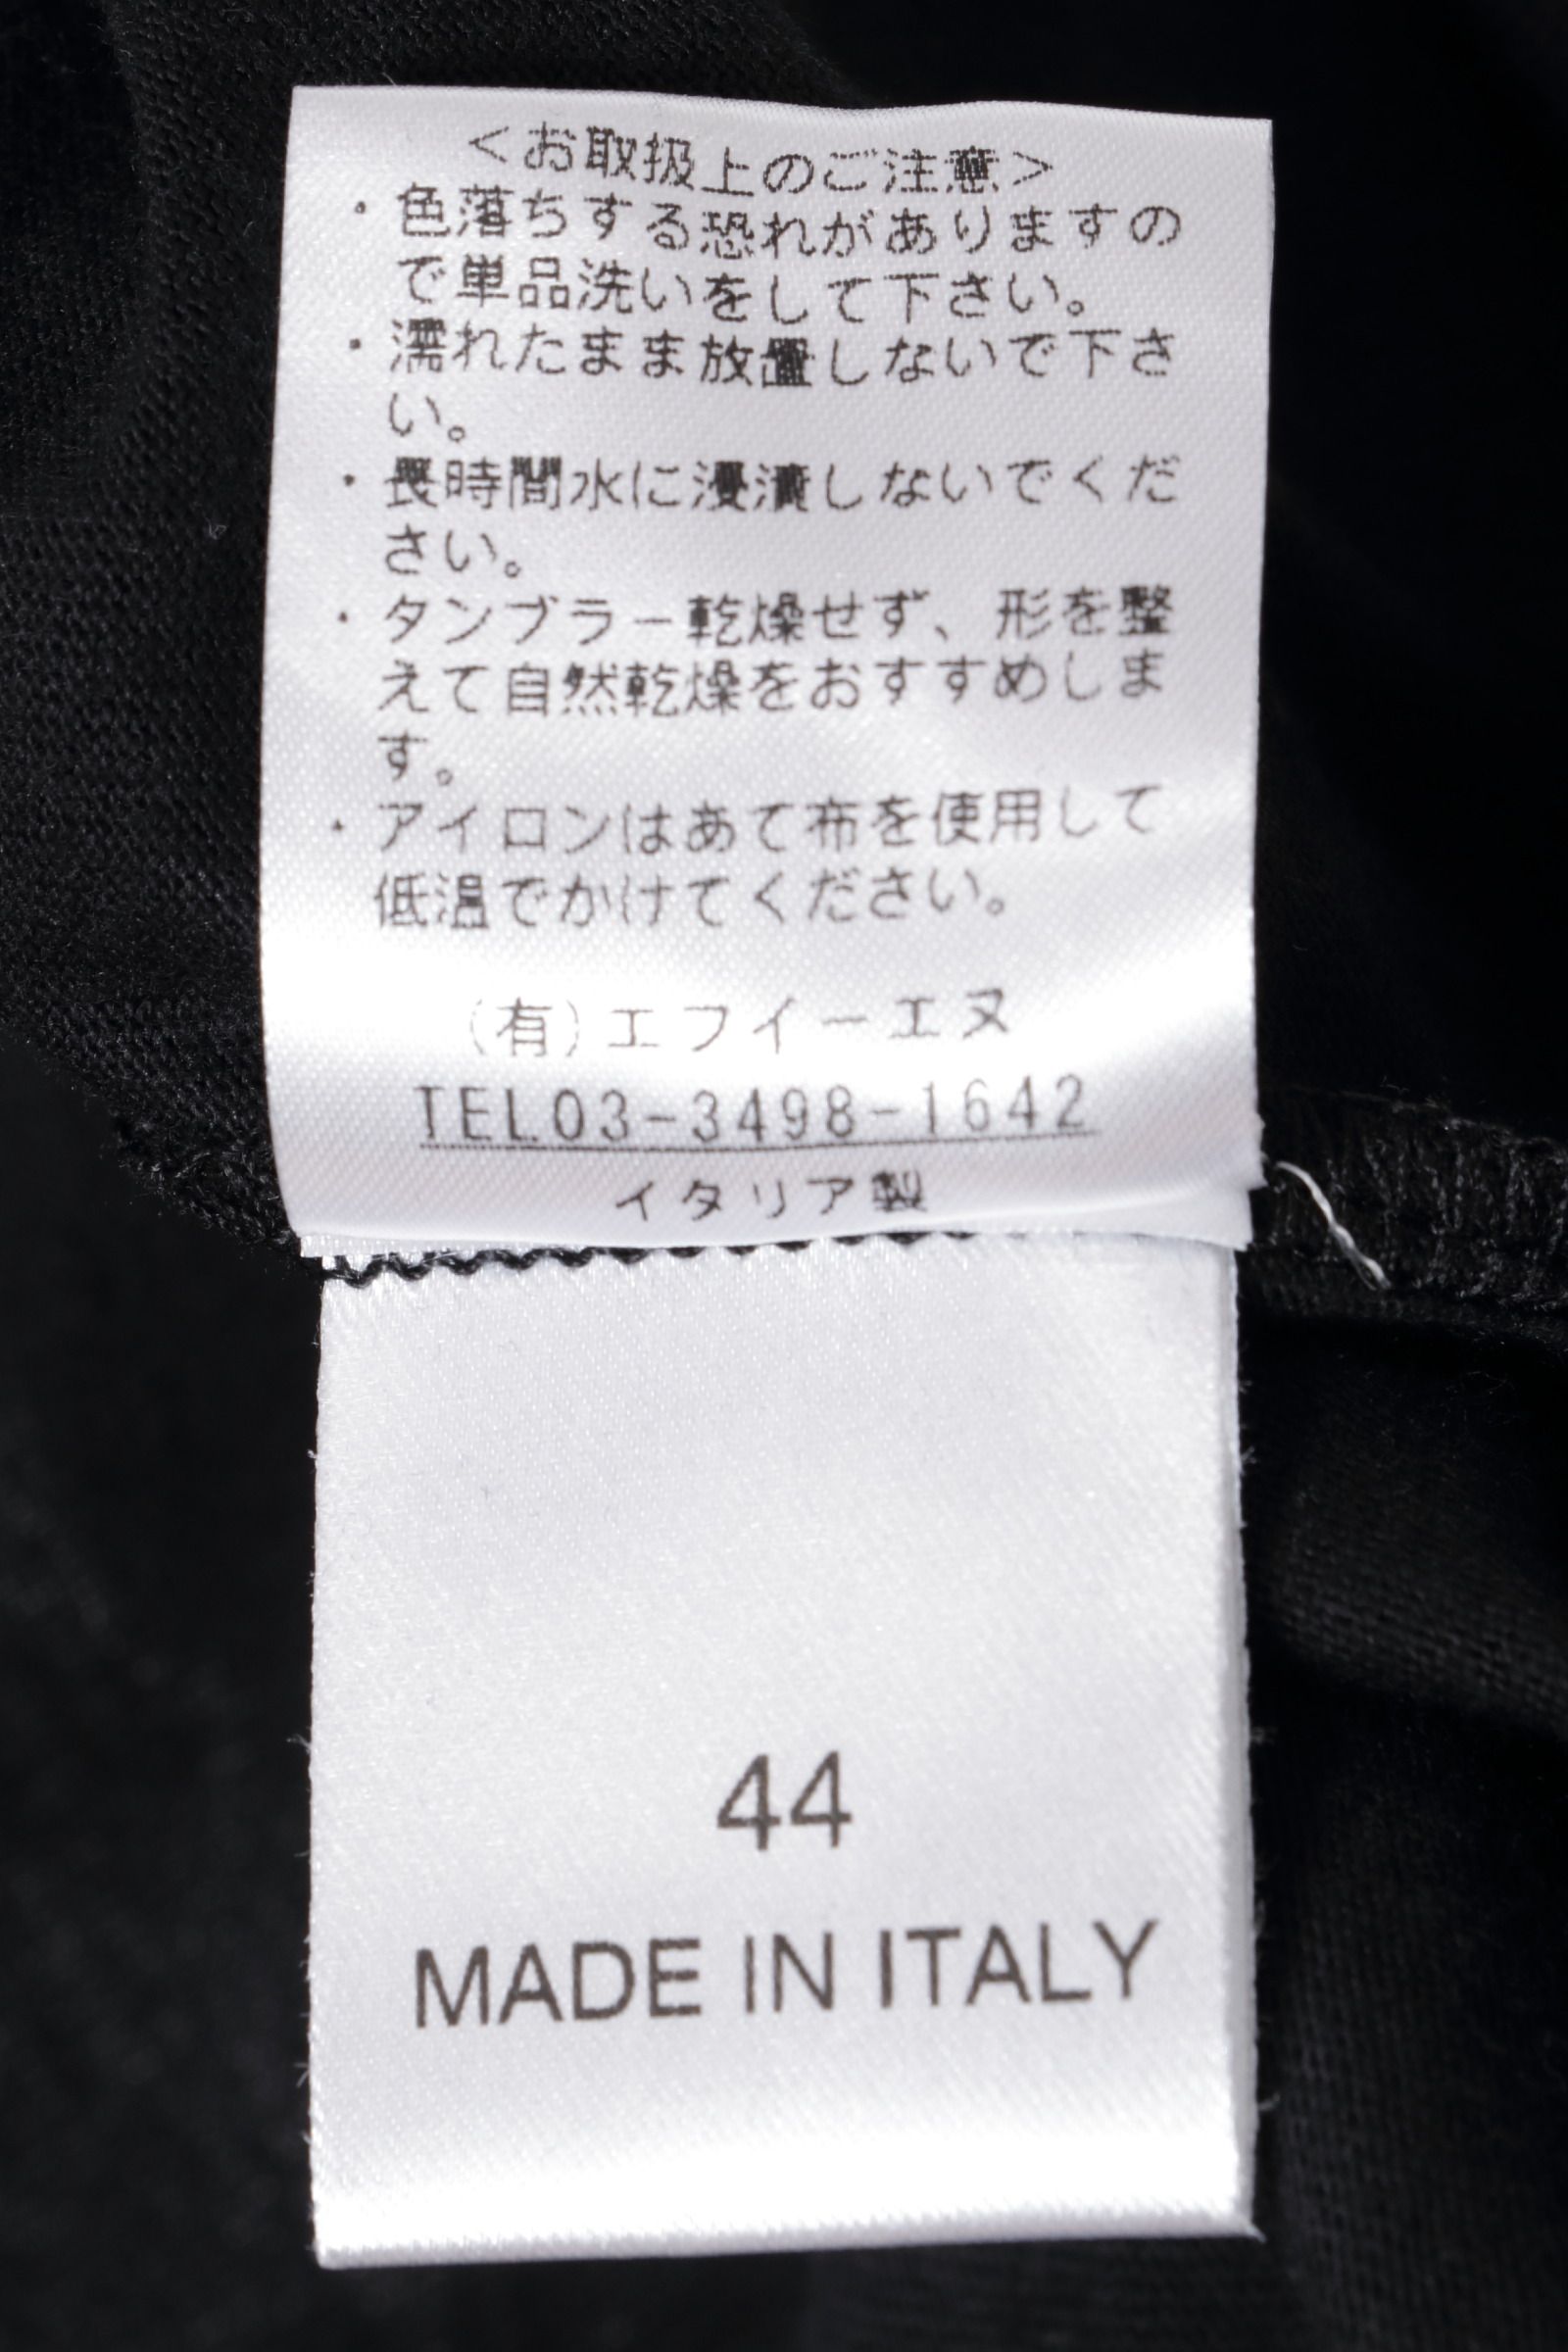 ＜お取扱上のご注意＞
・色落ちする恐れがありますの
で単品洗いをして下さい。
・濡れたまま放置しないで下さ
い。
・長時間水に浸漬しないでくだ
さい。
・タンブラー乾燥せず、形を整
えて自然乾燥をおすすめしま
す。
・アイロンはあて布を使用して
低温でかけてください。
(有)エフイーエヌ
TEL03-3498-1642
イタリア製
44
MADE IN ITALY